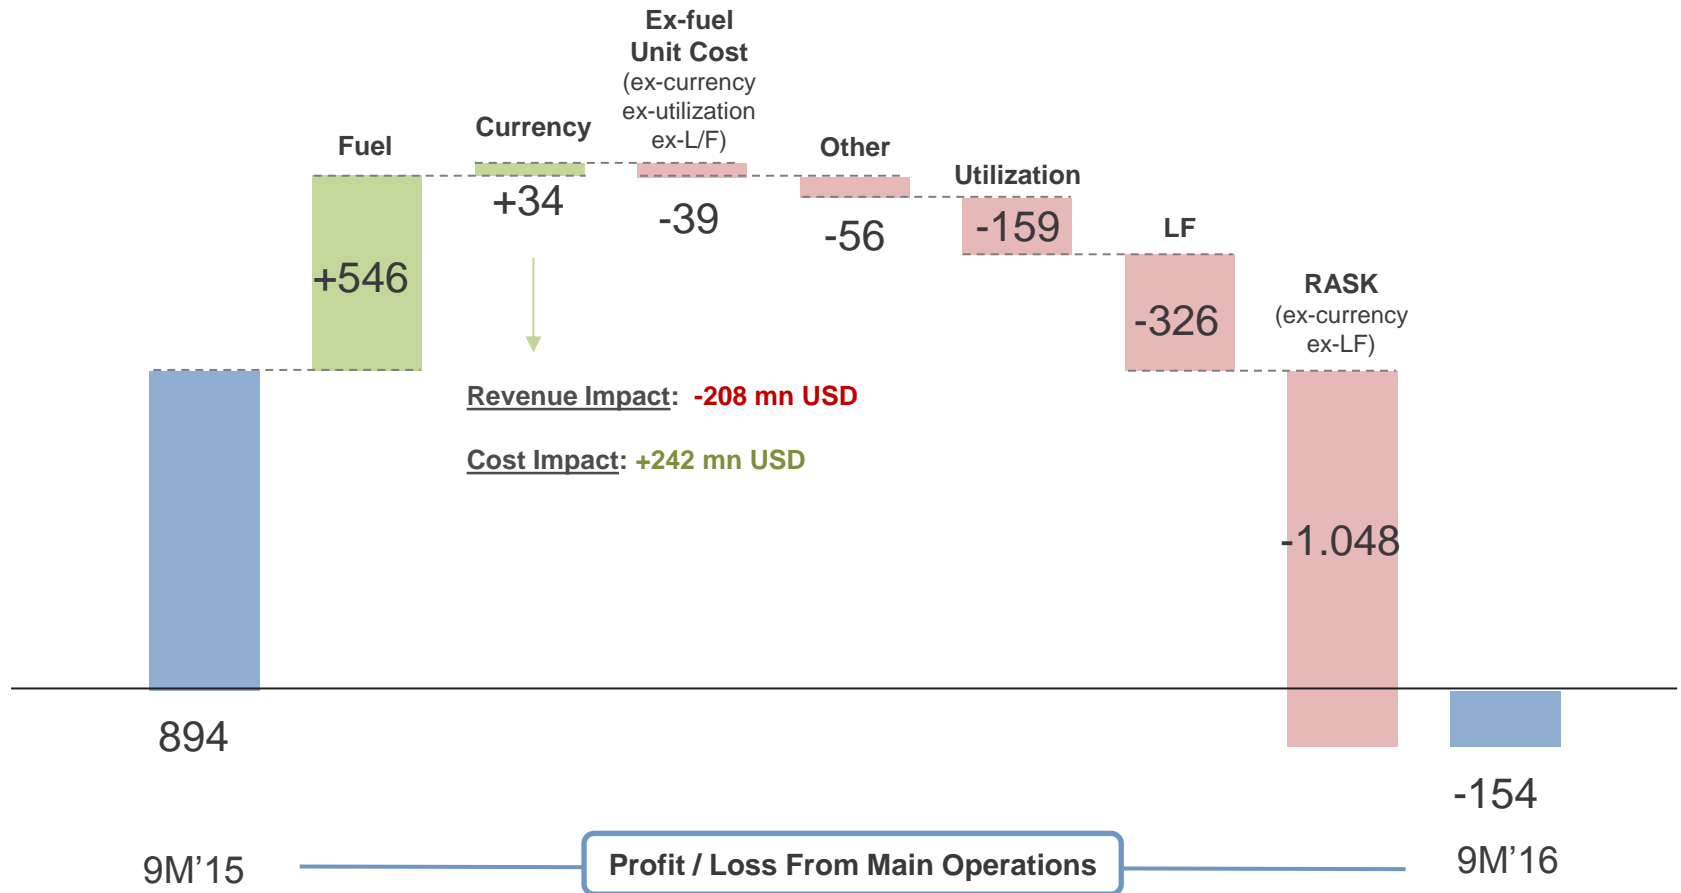 Ex-fuel
Unit Cost
(ex-currency
ex-utilization
ex-L/F)
Fuel
Currency
Other
Utilization
LF
RASK
(ex-currency
ex-LF)
+546
+34
-39
-56
-159
-326
-1.048
Revenue Impact: -208 mn USD
Cost Impact: +242 mn USD
894
-154
9M’15
Profit / Loss From Main Operations
9M’16